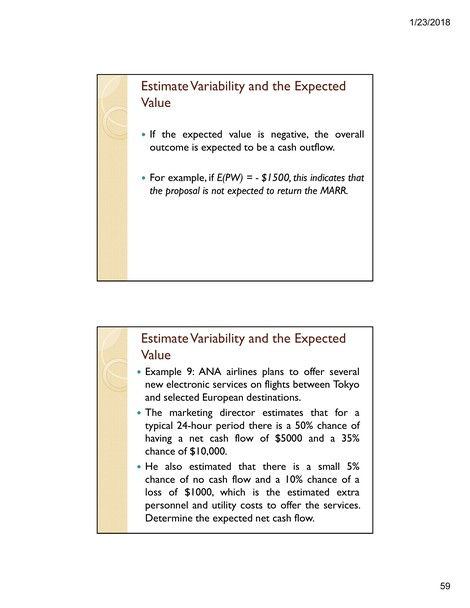 1/23/2018
Estimate Variability and the Expected
Value
• If the expected value is negative, the overall
outcome is expected to be a cash outflow.
• For example, if E(PW) = - $1500, this indicates that
the proposal is not expected to return the MARR.
Estimate Variability and the Expected
Value
• Example 9: ANA airlines plans to offer several
new electronic services on flights between Tokyo
and selected European destinations.
• The marketing director estimates that for a
typical 24-hour period there is a 50% chance of
having a net cash flow of $5000 and a 35%
chance of $10,000.
• He also estimated that there is a small 5%
chance of no cash flow and a 10% chance of a
loss of $1000, which is the estimated extra
personnel and utility costs to offer the services.
Determine the expected net cash flow.
59